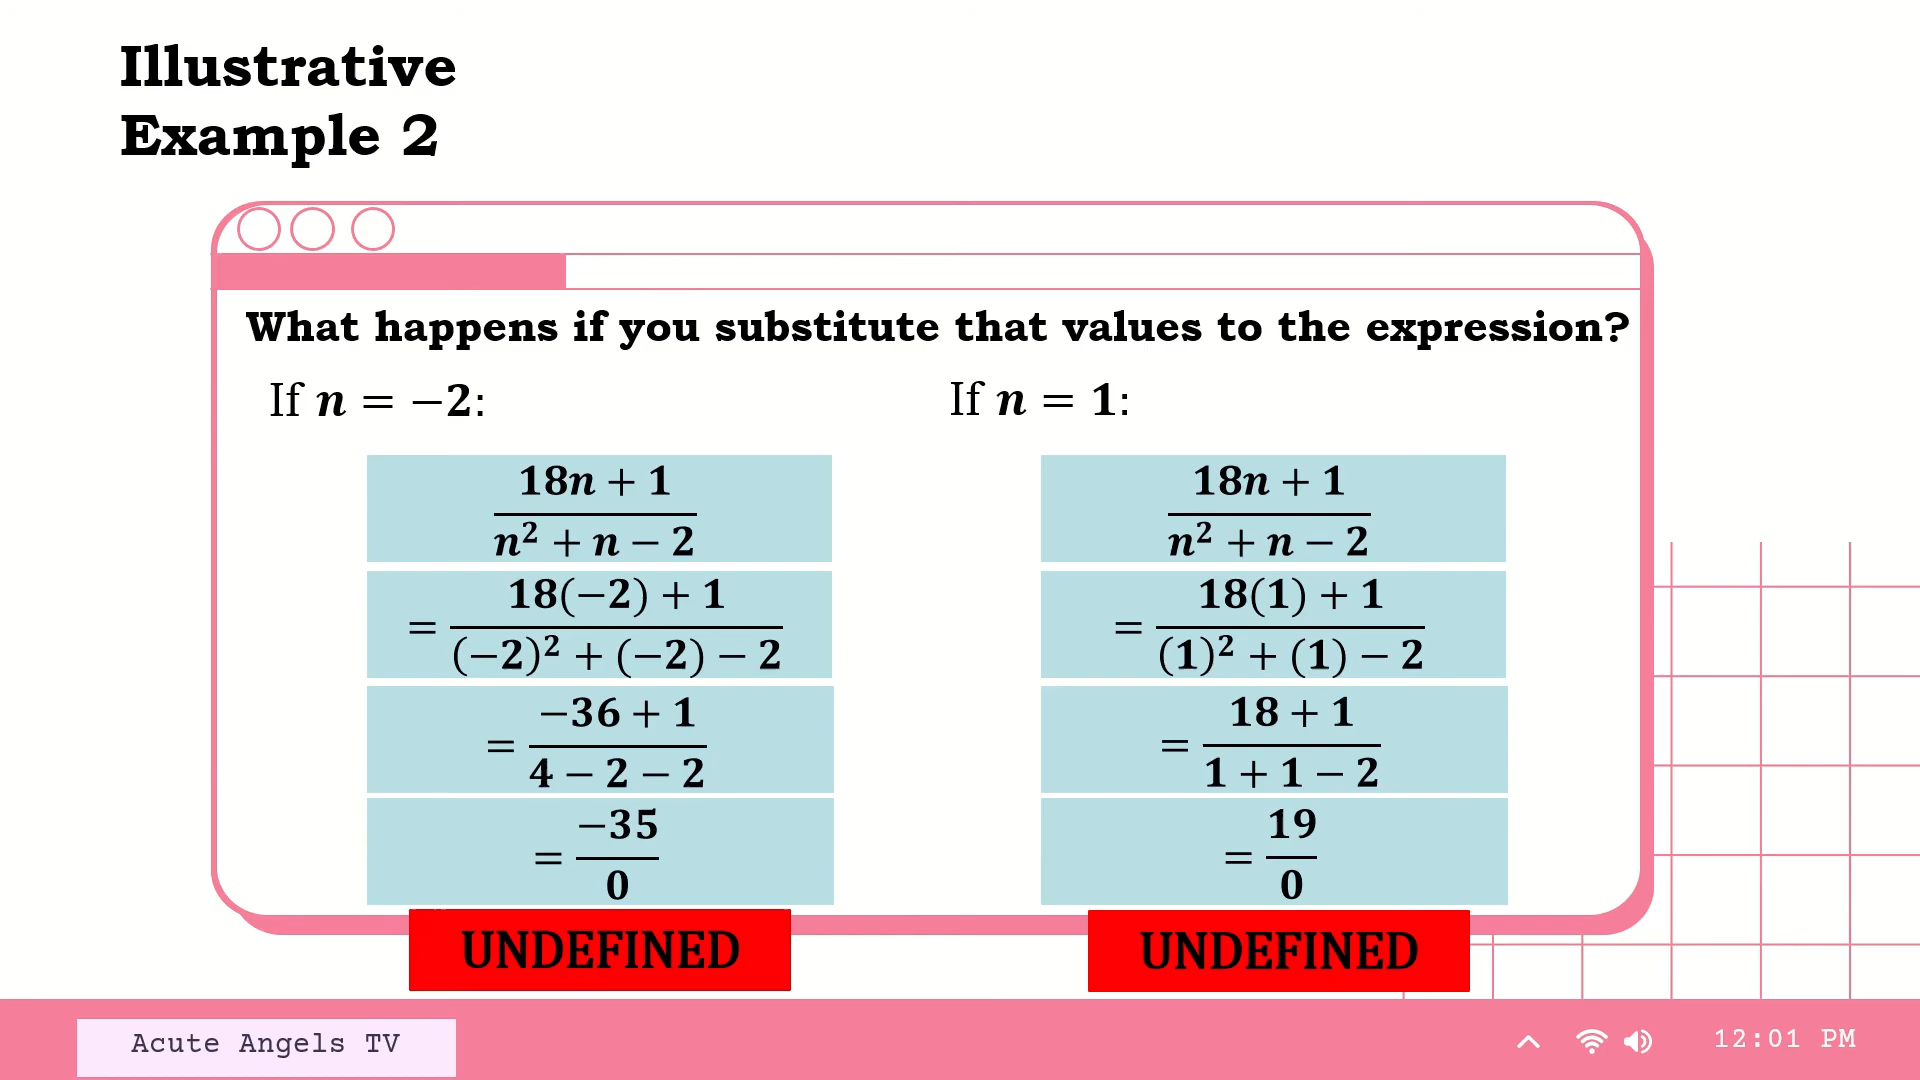 Illustrative
Example 2
What happens if you substitute that values to the expression?
If n = −2:
(18n + 1)/(n² + n − 2)
= (18(−2) + 1)/((−2)² + (−2) − 2)
= (−36 + 1)/(4 − 2 − 2)
= −35/0
UNDEFINED
If n = 1:
(18n + 1)/(n² + n − 2)
= (18(1) + 1)/((1)² + (1) − 2)
= (18 + 1)/(1 + 1 − 2)
= 19/0
UNDEFINED
Acute Angels TV
12:01 PM